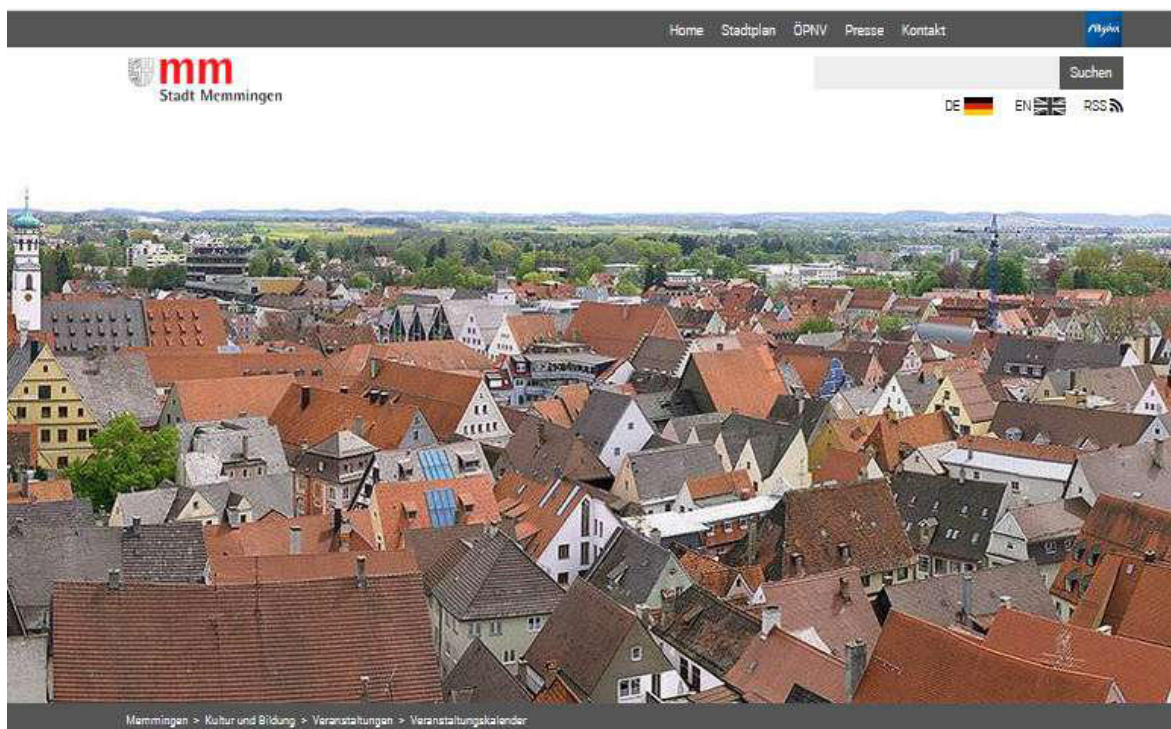 Home Stadtplan ÖPNV Presse Kontakt Allgäu
mm
Stadt Memmingen
Suchen
DE EN RSS
Memmingen > Kultur und Bildung > Veranstaltungen > Veranstaltungskalender